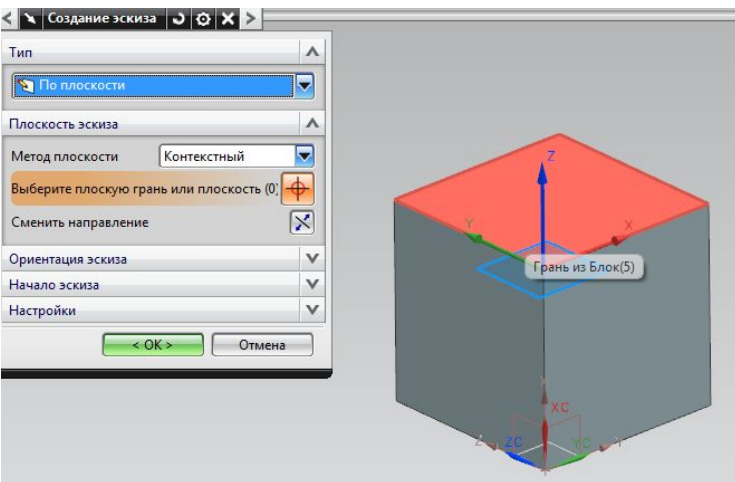 Создание эскиза
Тип
По плоскости
Плоскость эскиза
Метод плоскости Контекстный
Выберите плоскую грань или плоскость (0)
Сменить направление
Ориентация эскиза
Начало эскиза
Настройки
< OK > Отмена
Z
Y X
Грань из Блок(5)
X
XC
Z ZC YC Y